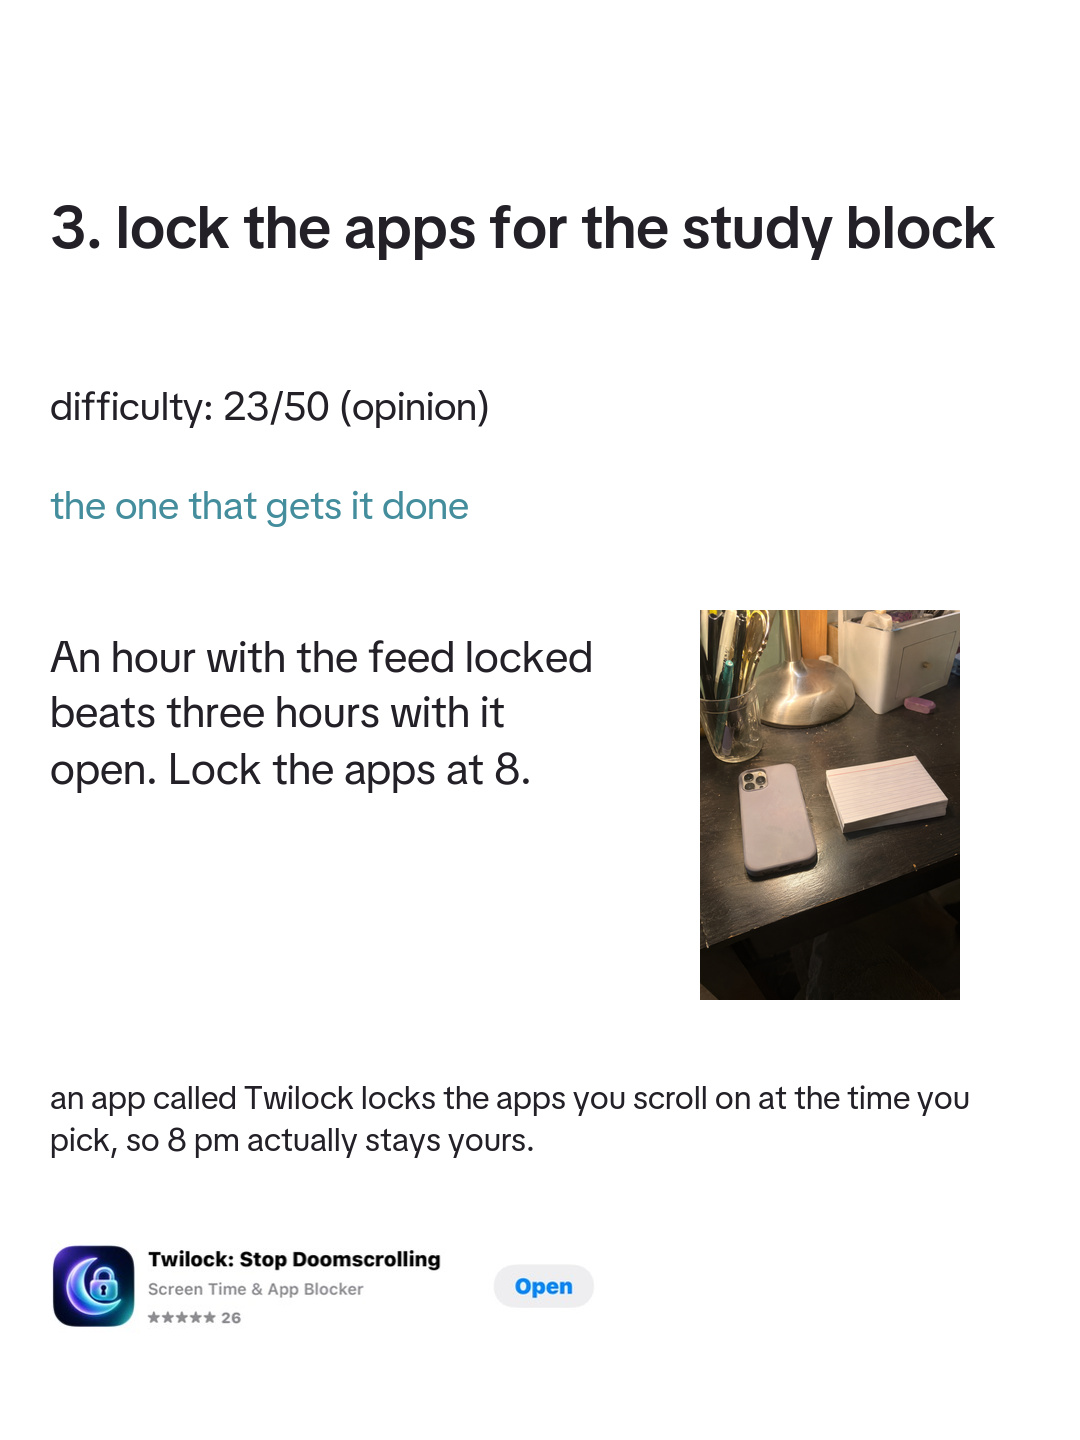 3. lock the apps for the study block
difficulty: 23/50 (opinion)
the one that gets it done
An hour with the feed locked
beats three hours with it
open. Lock the apps at 8.
an app called Twilock locks the apps you scroll on at the time you
pick, so 8 pm actually stays yours.
Twilock: Stop Doomscrolling
Screen Time & App Blocker
★★★★★ 26
Open